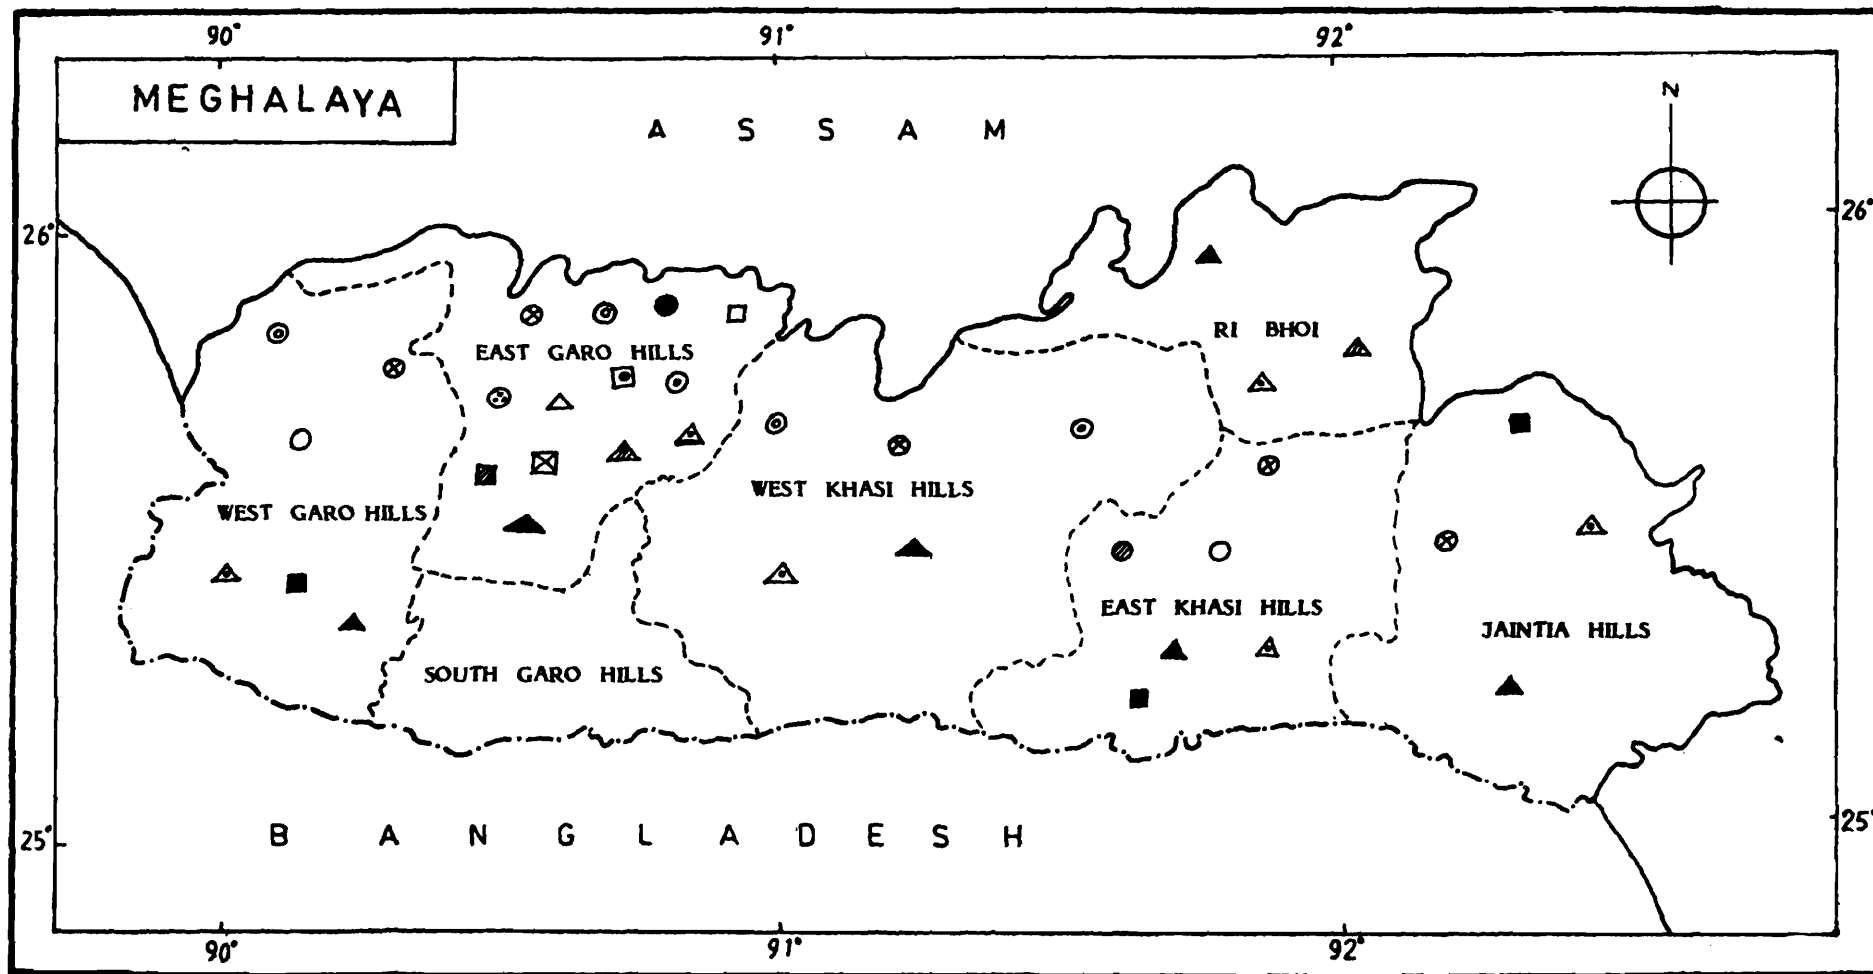 90° 91° 92°
MEGHALAYA
N
A S S A M
26° 26°
RI BHOI
EAST GARO HILLS
WEST KHASI HILLS
WEST GARO HILLS
EAST KHASI HILLS
JAINTIA HILLS
SOUTH GARO HILLS
B A N G L A D E S H
25° 25°
90° 91° 92°